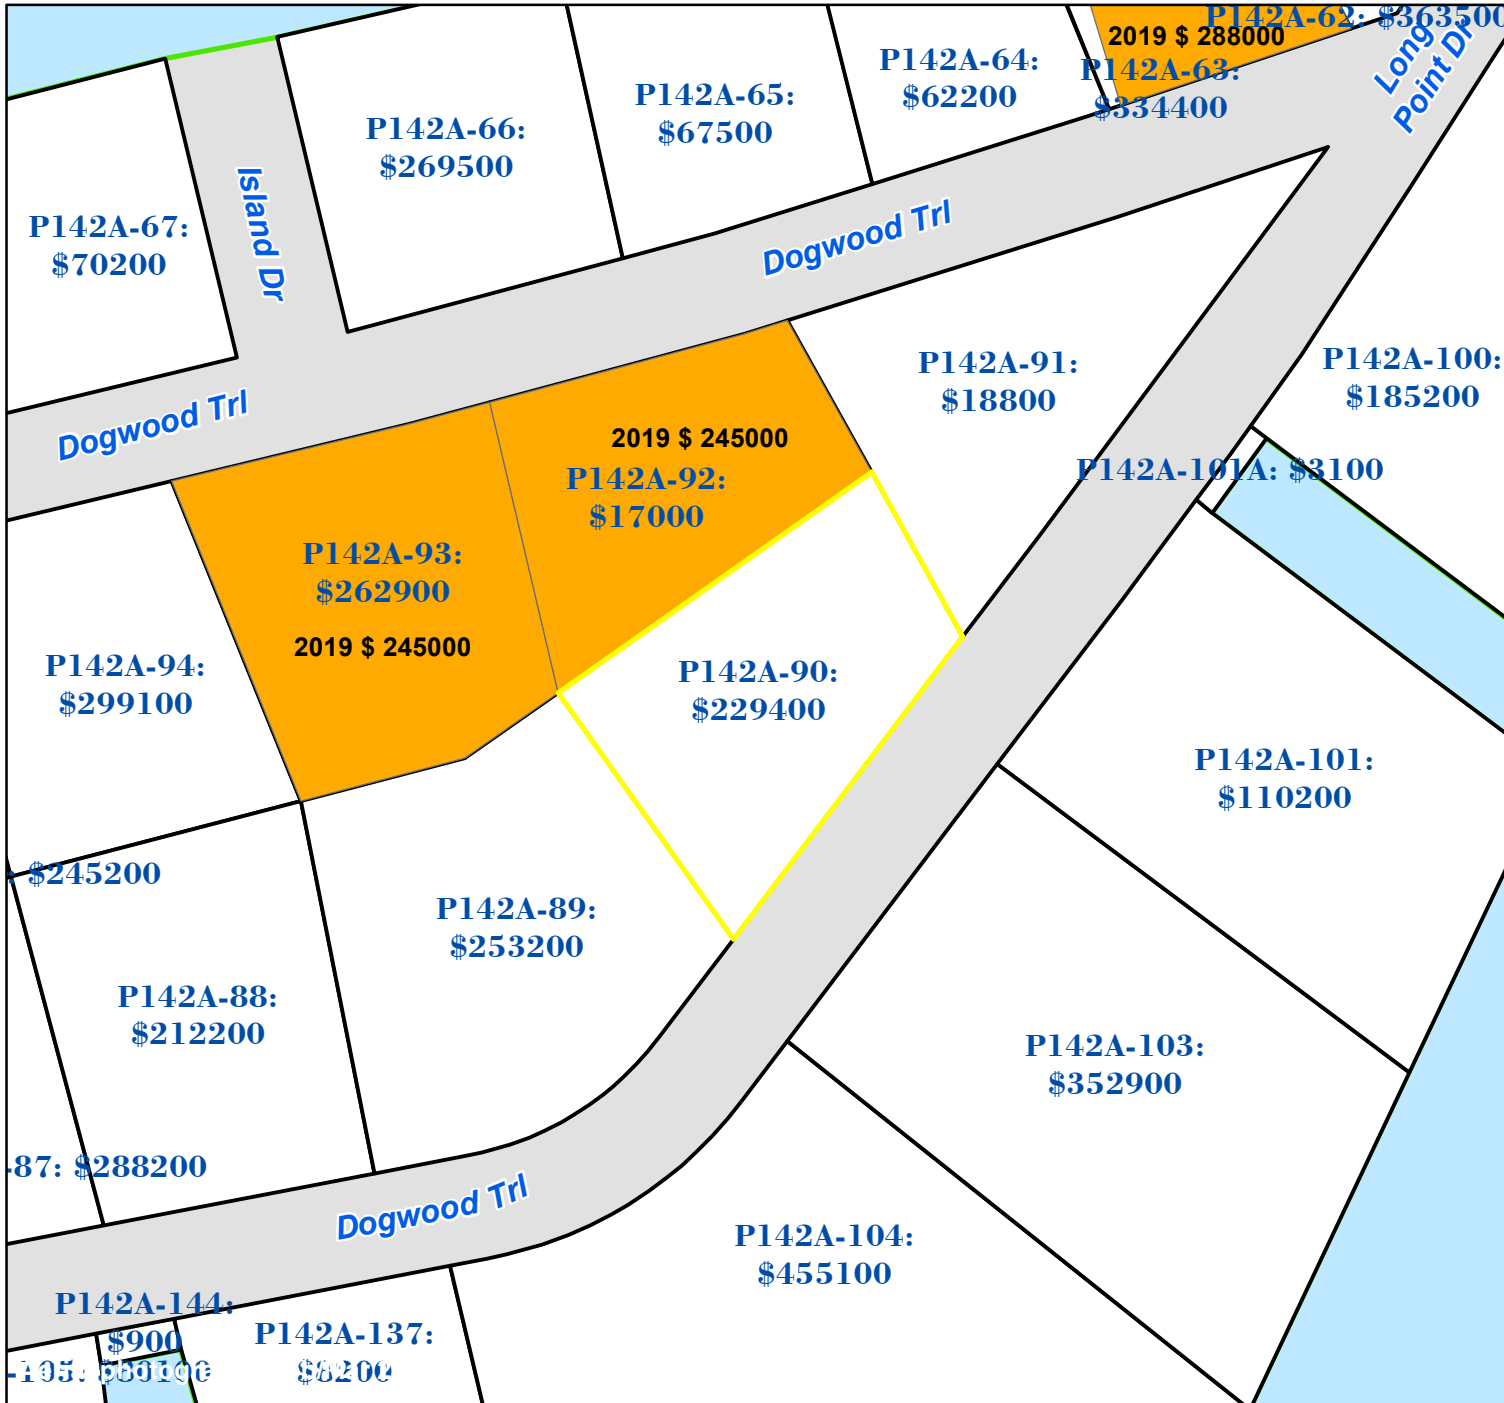 P142A-62: $363500
2019 $ 288000
P142A-63:
$334400
Long
Point Dr
P142A-64:
$62200
P142A-65:
$67500
P142A-66:
$269500
P142A-67:
$70200
Island Dr
Dogwood Trl
Dogwood Trl
P142A-91:
$18800
P142A-100:
$185200
P142A-101A: $3100
2019 $ 245000
P142A-92:
$17000
P142A-93:
$262900
2019 $ 245000
P142A-94:
$299100
P142A-90:
$229400
P142A-101:
$110200
: $245200
P142A-89:
$253200
P142A-88:
$212200
P142A-103:
$352900
-87: $288200
Dogwood Trl
P142A-104:
$455100
P142A-144:
$900
P142A-137:
$8200
-105: